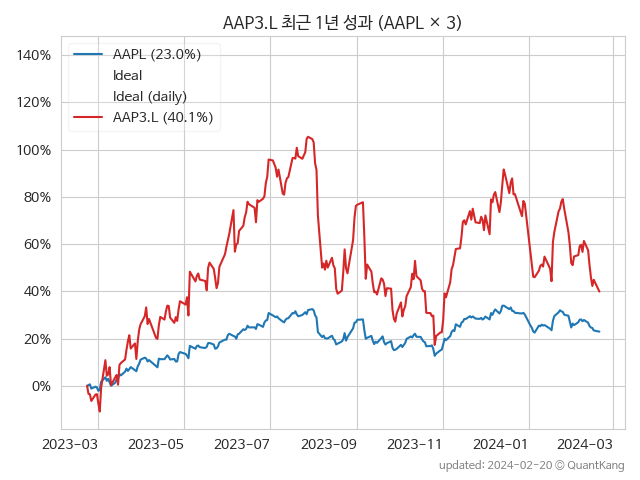 AAP3.L 최근 1년 성과 (AAPL × 3)
140%
120%
100%
80%
60%
40%
20%
0%
AAPL (23.0%)
Ideal
Ideal (daily)
AAP3.L (40.1%)
2023-03
2023-05
2023-07
2023-09
2023-11
2024-01
2024-03
updated: 2024-02-20 © QuantKang